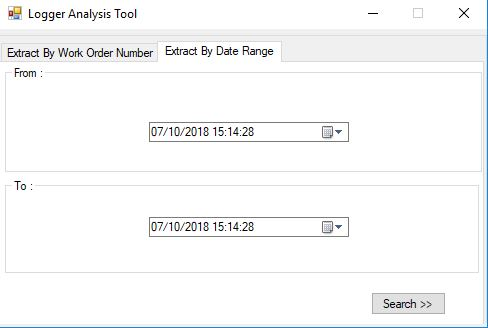 Logger Analysis Tool
Extract By Work Order Number
Extract By Date Range
From :
07/10/2018 15:14:28
To :
07/10/2018 15:14:28
Search >>